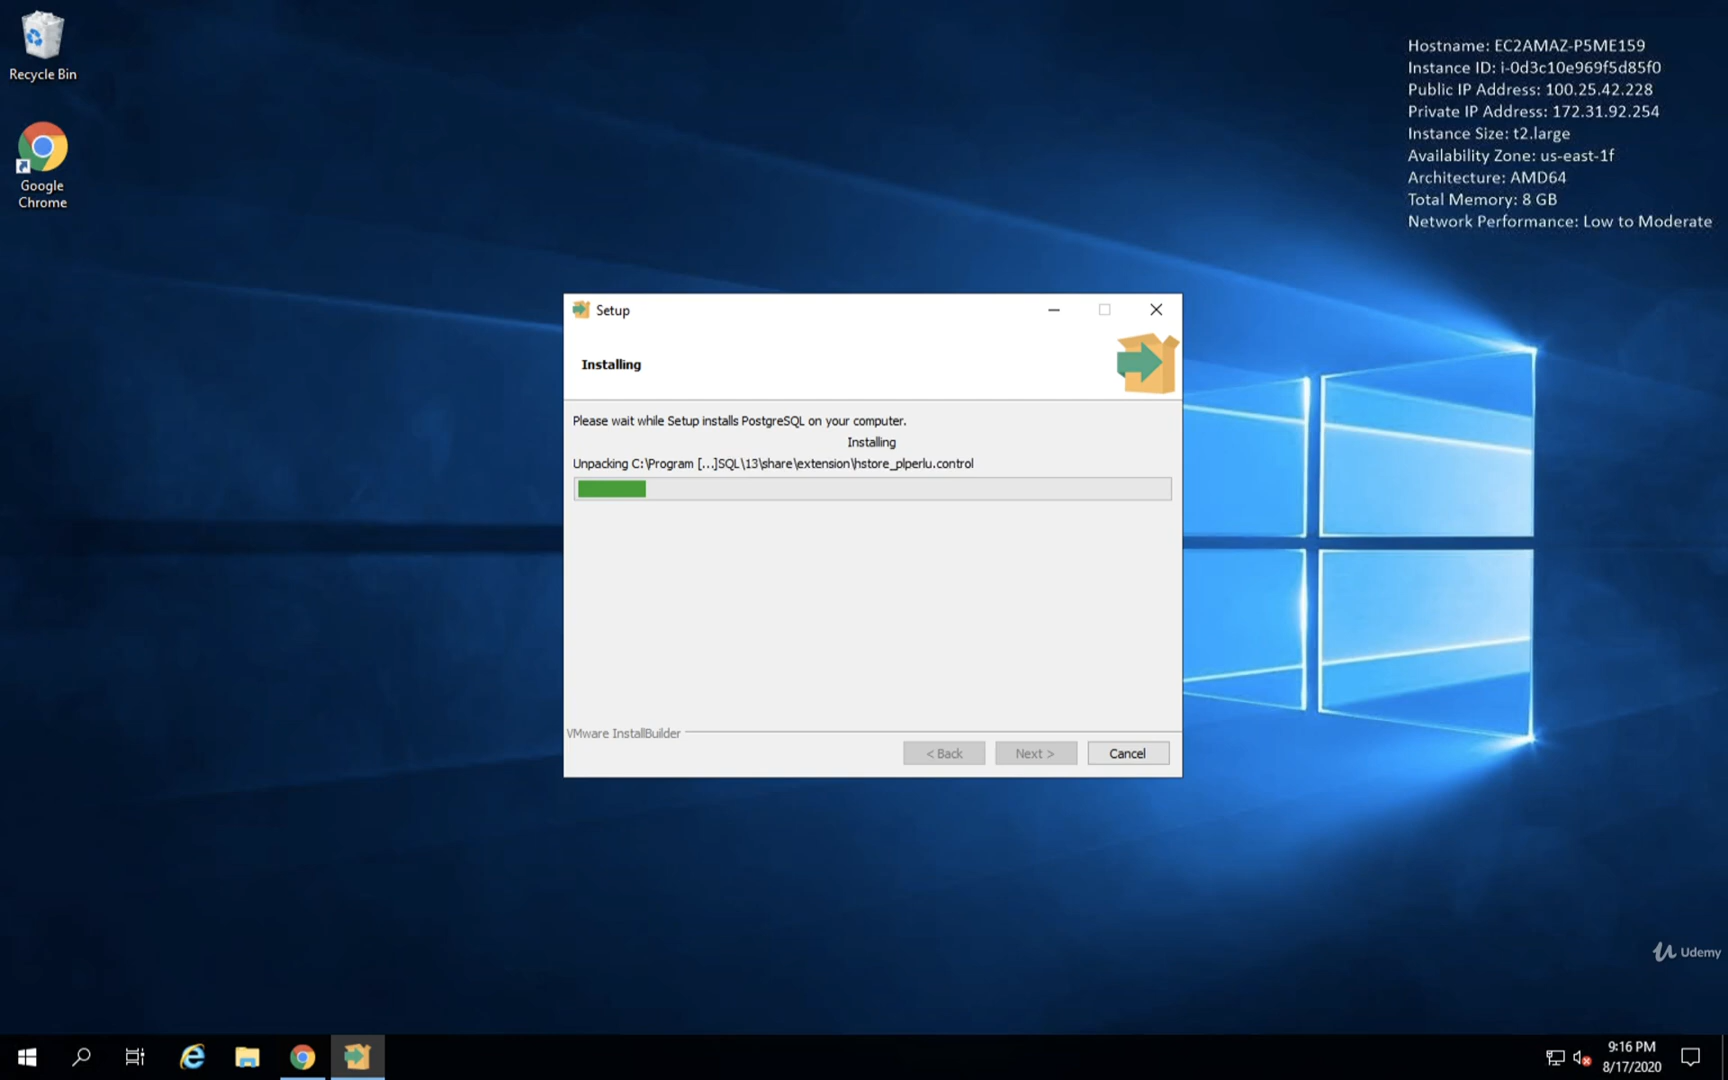 Recycle Bin
Google
Chrome
Hostname: EC2AMAZ-P5ME159
Instance ID: i-0d3c10e969f5d85f0
Public IP Address: 100.25.42.228
Private IP Address: 172.31.92.254
Instance Size: t2.large
Availability Zone: us-east-1f
Architecture: AMD64
Total Memory: 8 GB
Network Performance: Low to Moderate
Setup
Installing
Please wait while Setup installs PostgreSQL on your computer.
Installing
Unpacking C:\Program [...]SQL\13\share\extension\hstore_plperlu.control
VMware InstallBuilder
< Back
Next >
Cancel
Udemy
9:16 PM
8/17/2020